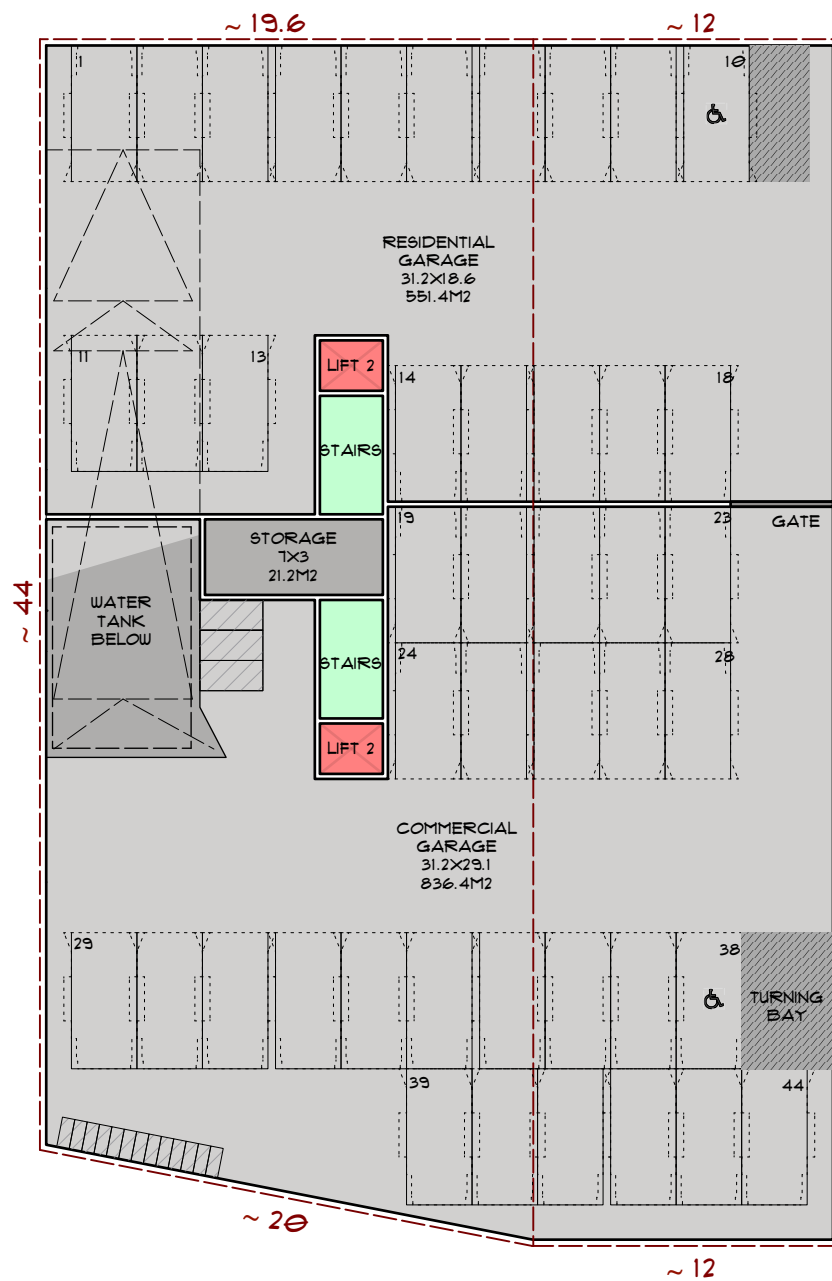 ~ 19.6
~ 12
1
10
RESIDENTIAL
GARAGE
31.2X18.6
551.4M2
11
13
LIFT 2
14
18
STAIRS
19
23
GATE
STORAGE
7X3
21.2M2
~ 44
WATER
TANK
BELOW
STAIRS
24
28
LIFT 2
COMMERCIAL
GARAGE
31.2X29.1
836.4M2
29
38
TURNING
BAY
39
44
~ 20
~ 12